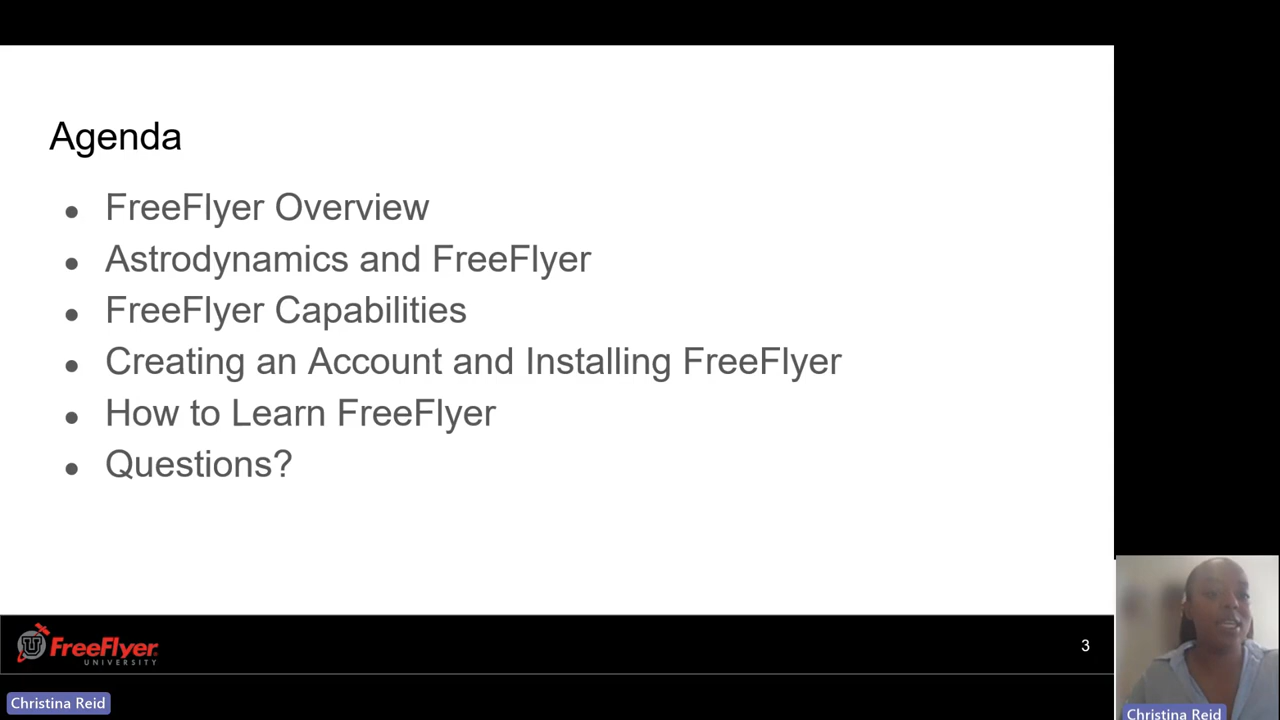 Agenda
● FreeFlyer Overview
● Astrodynamics and FreeFlyer
● FreeFlyer Capabilities
● Creating an Account and Installing FreeFlyer
● How to Learn FreeFlyer
● Questions?
U FreeFlyer
UNIVERSITY
3
Christina Reid
Christina Reid